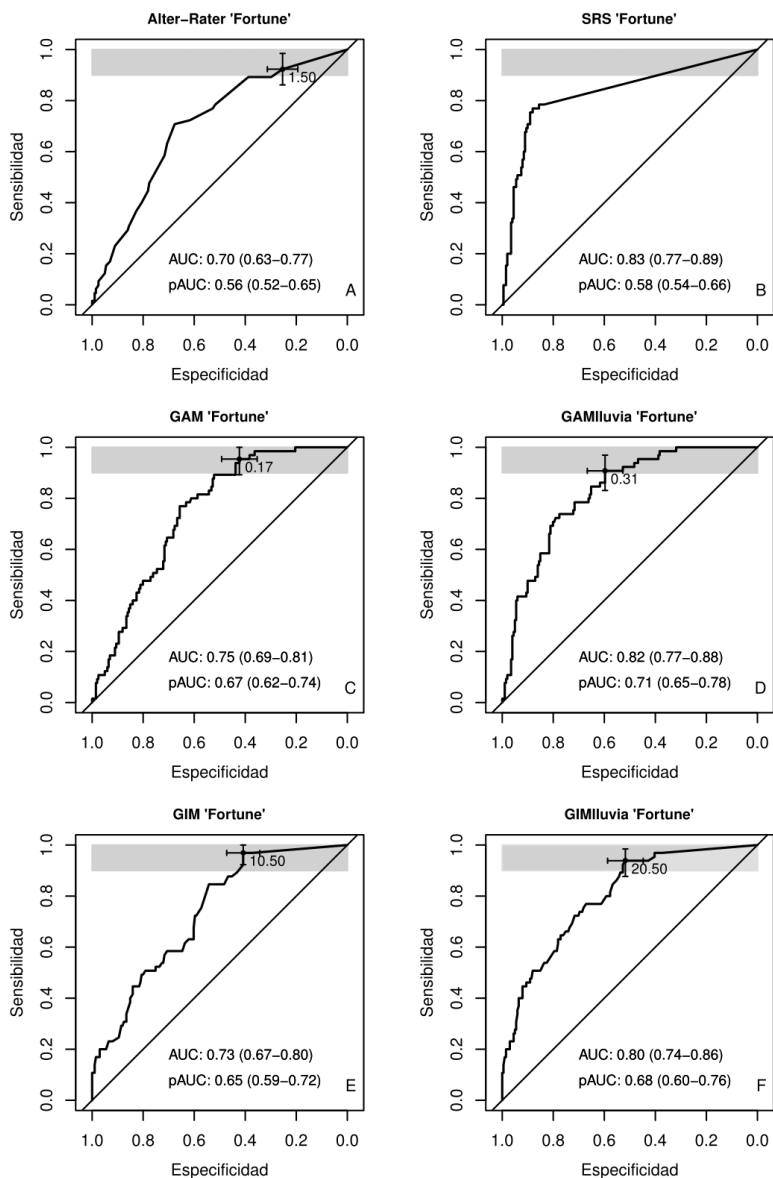 Alter−Rater 'Fortune'
Sensibilidad
0.0 0.2 0.4 0.6 0.8 1.0
1.50
AUC: 0.70 (0.63−0.77)
pAUC: 0.56 (0.52−0.65)
A
1.0 0.8 0.6 0.4 0.2 0.0
Especificidad
SRS 'Fortune'
Sensibilidad
0.0 0.2 0.4 0.6 0.8 1.0
AUC: 0.83 (0.77−0.89)
pAUC: 0.58 (0.54−0.66)
B
1.0 0.8 0.6 0.4 0.2 0.0
Especificidad
GAM 'Fortune'
Sensibilidad
0.0 0.2 0.4 0.6 0.8 1.0
0.17
AUC: 0.75 (0.69−0.81)
pAUC: 0.67 (0.62−0.74)
C
1.0 0.8 0.6 0.4 0.2 0.0
Especificidad
GAMlluvia 'Fortune'
Sensibilidad
0.0 0.2 0.4 0.6 0.8 1.0
0.31
AUC: 0.82 (0.77−0.88)
pAUC: 0.71 (0.65−0.78)
D
1.0 0.8 0.6 0.4 0.2 0.0
Especificidad
GIM 'Fortune'
Sensibilidad
0.0 0.2 0.4 0.6 0.8 1.0
10.50
AUC: 0.73 (0.67−0.80)
pAUC: 0.65 (0.59−0.72)
E
1.0 0.8 0.6 0.4 0.2 0.0
Especificidad
GIMlluvia 'Fortune'
Sensibilidad
0.0 0.2 0.4 0.6 0.8 1.0
20.50
AUC: 0.80 (0.74−0.86)
pAUC: 0.68 (0.60−0.76)
F
1.0 0.8 0.6 0.4 0.2 0.0
Especificidad